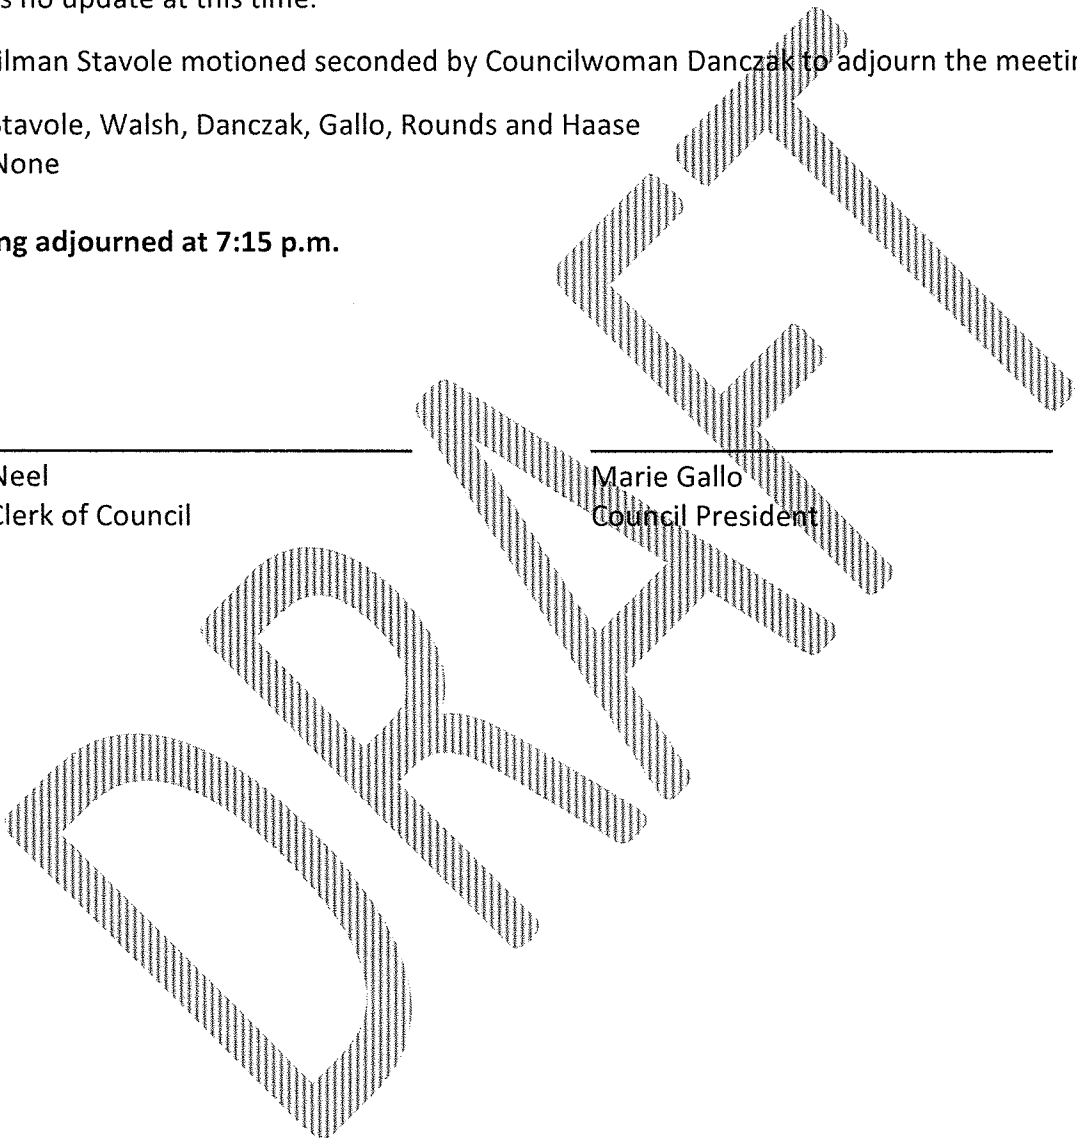 s no update at this time.
ilman Stavole motioned seconded by Councilwoman Danczak to adjourn the meetin
Stavole, Walsh, Danczak, Gallo, Rounds and Haase
None
ng adjourned at 7:15 p.m.
Neel
Clerk of Council
Marie Gallo
Council President
DRAFT